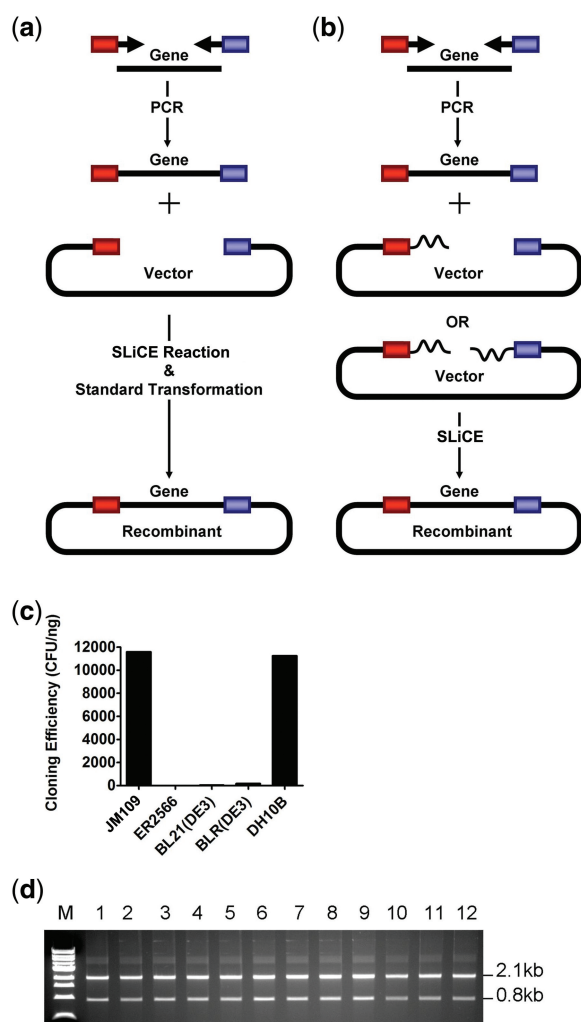 (a)
Gene
PCR
Gene
+
Vector
SLiCE Reaction
&
Standard Transformation
Gene
Recombinant
(b)
Gene
PCR
Gene
+
Vector
OR
Vector
SLiCE
Gene
Recombinant
(c)
Cloning Efficiency (CFU/ng)
12000
10000
8000
6000
4000
2000
0
JM109
ER2566
BL21(DE3)
BLR(DE3)
DH10B
(d)
M 1 2 3 4 5 6 7 8 9 10 11 12
2.1kb
0.8kb